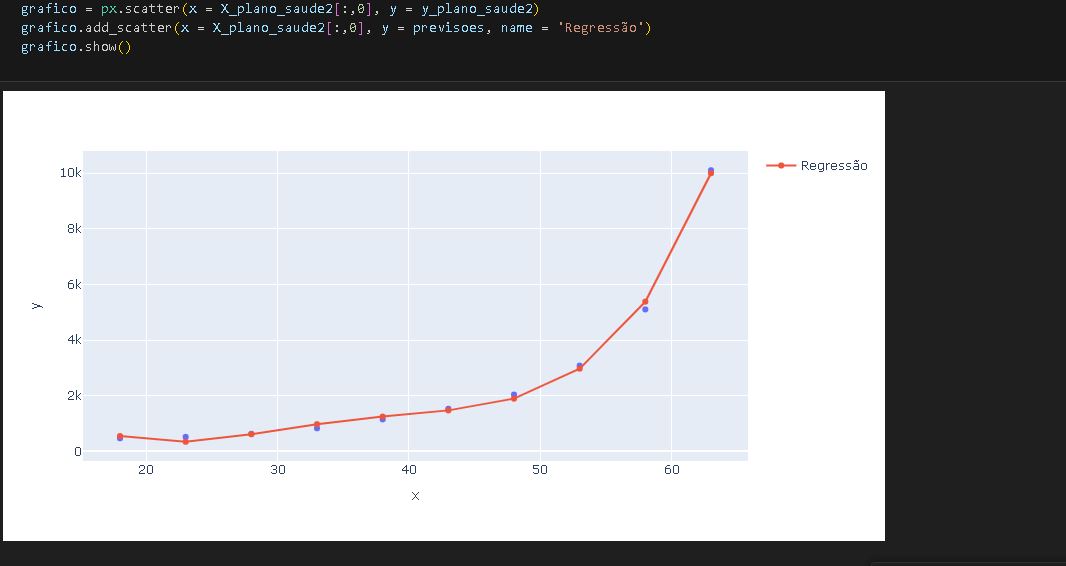 grafico = px.scatter(x = X_plano_saude2[:,0], y = y_plano_saude2)
grafico.add_scatter(x = X_plano_saude2[:,0], y = previsoes, name = 'Regressão')
grafico.show()
Regressão
10k
8k
6k
4k
2k
0
y
20 30 40 50 60
x